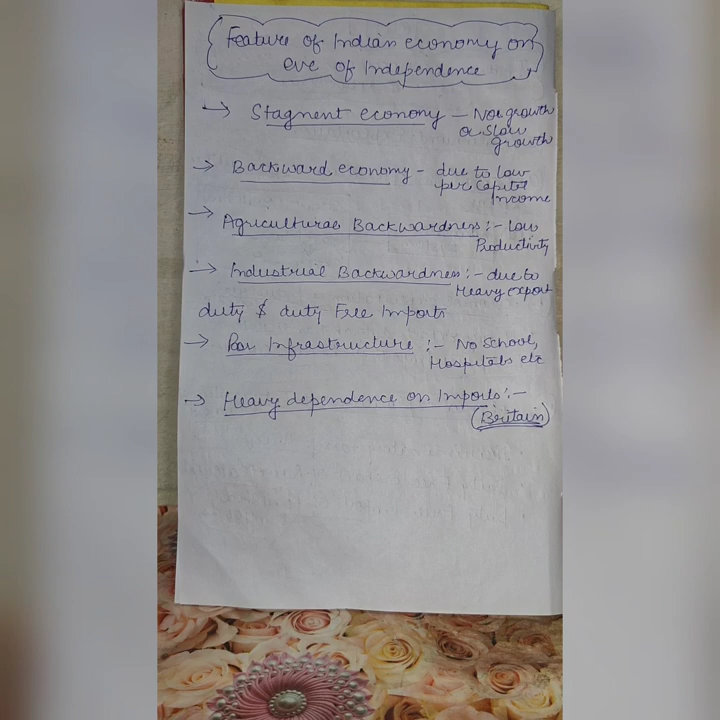 Feature of Indian economy on
eve of Independence
→ Stagnent economy — Noe growth
or Slow
growth
→ Backward economy - due to low
per Capital
Income
→ Agricultural Backwardness :- Low
Productivity
→ Industrial Backwardness :- due to
Heavy export
duty & duty Free Imports
→ Poor Infrastructure :- No School,
Hospitals etc
→ Heavy dependence on Imports :-
(Britain)